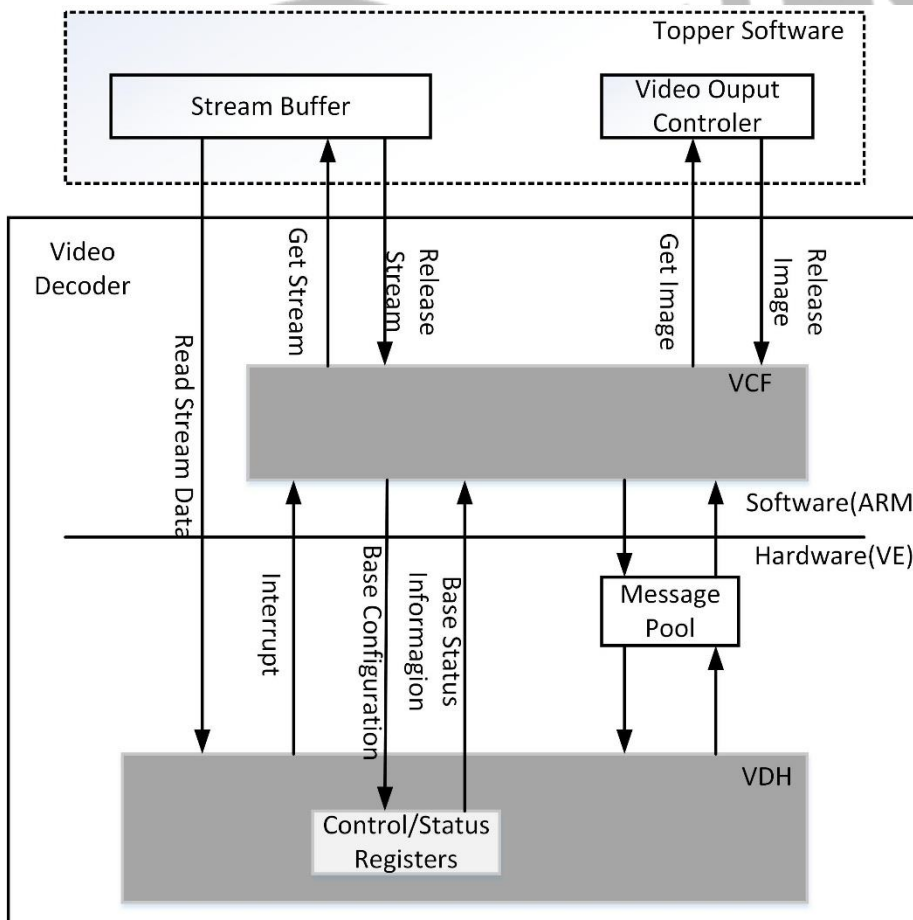 Topper Software
Stream Buffer
Video Ouput
Controler
Video
Decoder
Read Stream Data
Get Stream
Release
Stream
Get Image
Release
Image
VCF
Software(ARM
Hardware(VE)
Interrupt
Base Configuration
Base Status
Informagion
Message
Pool
VDH
Control/Status
Registers